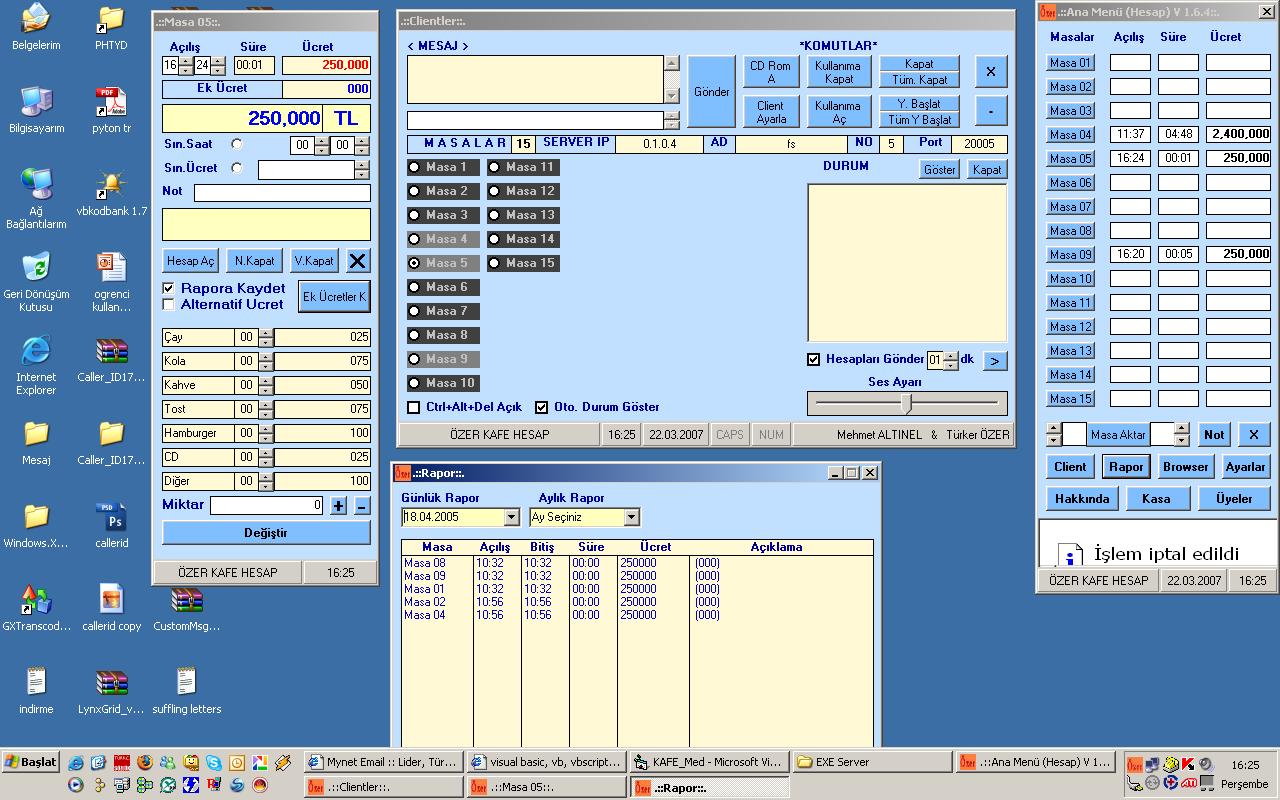 Belgelerim
PHTYD
Bilgisayarım
pyton tr
Ağ Bağlantılarım
vbkodbank 1.7
Geri Dönüşüm Kutusu
ogrenci kullan...
Internet Explorer
Caller_ID17...
Mesaj
Caller_ID17...
Windows.X...
callerid
GXTranscod...
callerid copy
CustomMsg...
indirme
LynxGrid_v...
suffling letters
.::Masa 05::.
Açılış Süre Ücret
16 24 00:01 250,000
Ek Ücret 000
250,000 TL
Sın.Saat 00 00
Sın.Ücret
Not
Hesap Aç N.Kapat V.Kapat X
Rapora Kaydet
Alternatif Ucret
Ek Ücretler K
Çay 00 025
Kola 00 075
Kahve 00 050
Tost 00 075
Hamburger 00 100
CD 00 025
Diğer 00 100
Miktar 0 + -
Değiştir
ÖZER KAFE HESAP 16:25
.::Clientler::.
< MESAJ >
*KOMUTLAR*
Gönder
CD Rom A
Kullanıma Kapat
Kapat
Tüm. Kapat
X
Client Ayarla
Kullanıma Aç
Y. Başlat
Tüm Y Başlat
-
MASALAR 15 SERVER IP 0.1.0.4 AD fs NO 5 Port 20005
Masa 1 Masa 11
Masa 2 Masa 12
Masa 3 Masa 13
Masa 4 Masa 14
Masa 5 Masa 15
Masa 6
Masa 7
Masa 8
Masa 9
Masa 10
DURUM Göster Kapat
Hesapları Gönder 01 dk >
Ses Ayarı
Ctrl+Alt+Del Açık Oto. Durum Göster
ÖZER KAFE HESAP 16:25 22.03.2007 CAPS NUM Mehmet ALTINEL & Türker ÖZER
Özer .::Rapor::.
Günlük Rapor Aylık Rapor
18.04.2005 Ay Seçiniz
Masa Açılış Bitiş Süre Ücret Açıklama
Masa 08 10:32 10:32 00:00 250000 (000)
Masa 09 10:32 10:32 00:00 250000 (000)
Masa 01 10:32 10:32 00:00 250000 (000)
Masa 02 10:56 10:56 00:00 250000 (000)
Masa 04 10:56 10:56 00:00 250000 (000)
Özer .::Ana Menü (Hesap) V 1.6.4::.
Masalar Açılış Süre Ücret
Masa 01
Masa 02
Masa 03
Masa 04 11:37 04:48 2,400,000
Masa 05 16:24 00:01 250,000
Masa 06
Masa 07
Masa 08
Masa 09 16:20 00:05 250,000
Masa 10
Masa 11
Masa 12
Masa 13
Masa 14
Masa 15
Masa Aktar Not X
Client Rapor Browser Ayarlar
Hakkında Kasa Üyeler
İşlem iptal edildi
ÖZER KAFE HESAP 22.03.2007 16:25
Başlat
Mynet Email :: Lider, Tür...
visual basic, vb, vbscript...
KAFE_Med - Microsoft Vi...
EXE Server
.::Ana Menü (Hesap) V 1...
.::Clientler::.
.::Masa 05::.
.::Rapor::.
16:25
Perşembe